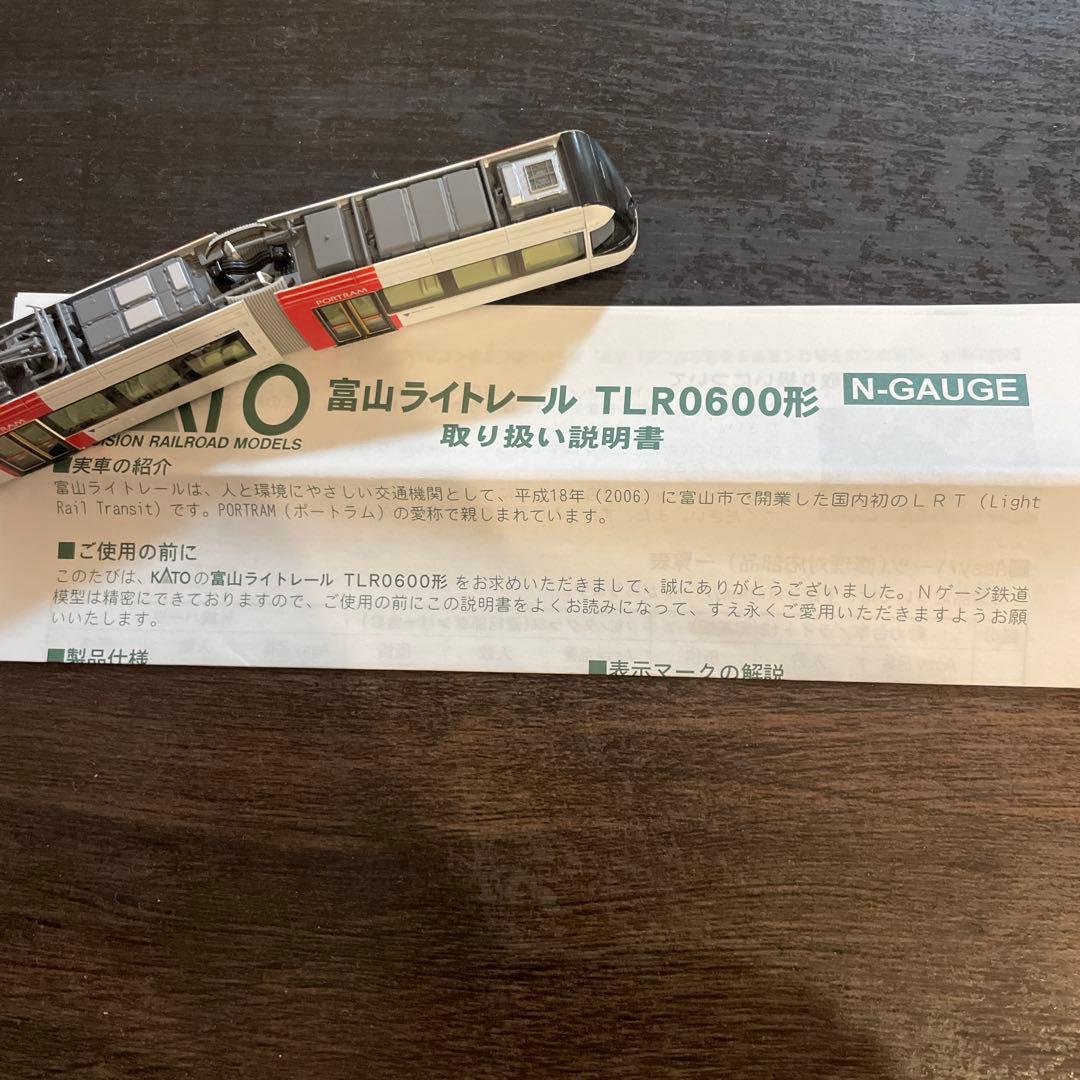 PORTRAM
富山ライトレール TLR0600形
N-GAUGE
取り扱い説明書
RAILROAD MODELS
■実車の紹介
富山ライトレールは、人と環境にやさしい交通機関として、平成18年（2006）に富山市で開業した国内初のＬＲＴ（Light
Rail Transit）です。PORTRAM（ポートラム）の愛称で親しまれています。
■ご使用の前に
このたびは、KATOの富山ライトレール TLR0600形 をお求めいただきまして、誠にありがとうございました。Ｎゲージ鉄道
模型は精密にできておりますので、ご使用の前にこの説明書をよくお読みになって、すえ永くご愛用いただきますようお願
いいたします。
■製品仕様
■表示マークの解説